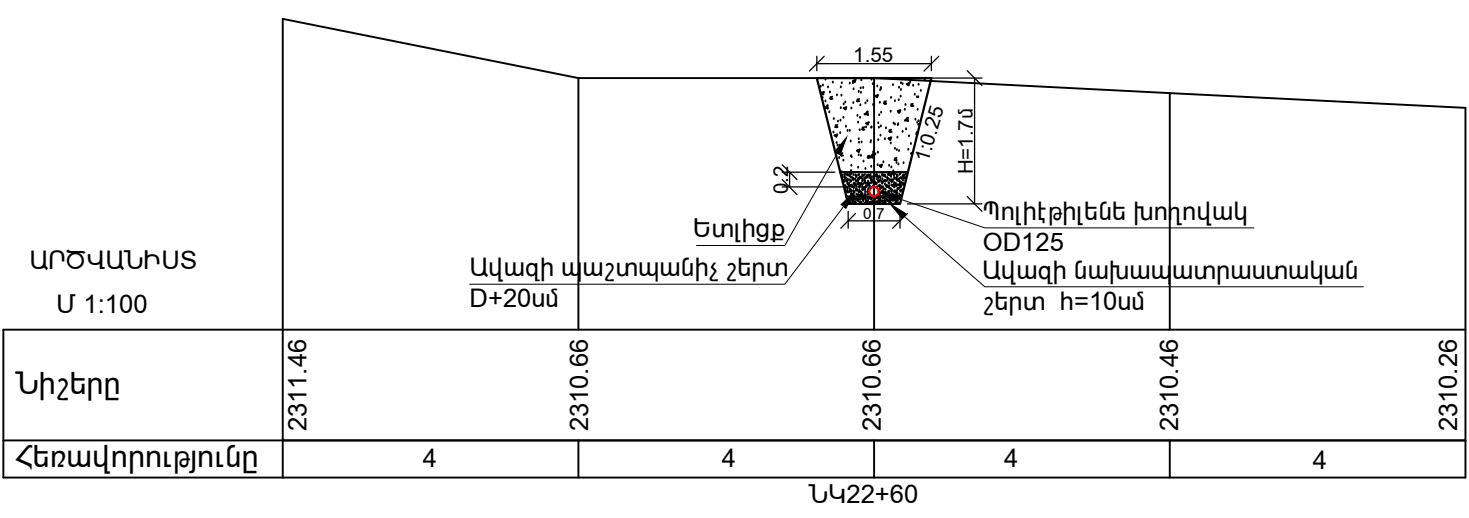 1.55
1:0.25
H=1.7մ
0.2
0.7
Պոլիէթիլենե խողովակ
OD125
Ետլիցք
Ավազի պաշտպանիչ շերտ
D+20սմ
Ավազի նախապատրաստական
շերտ h=10սմ
ԱՐԾՎԱՆԻՍՏ
Մ 1:100
Նիշերը
2311.46
2310.66
2310.66
2310.46
2310.26
Հեռավորությունը
4
4
4
4
ՆԿ22+60